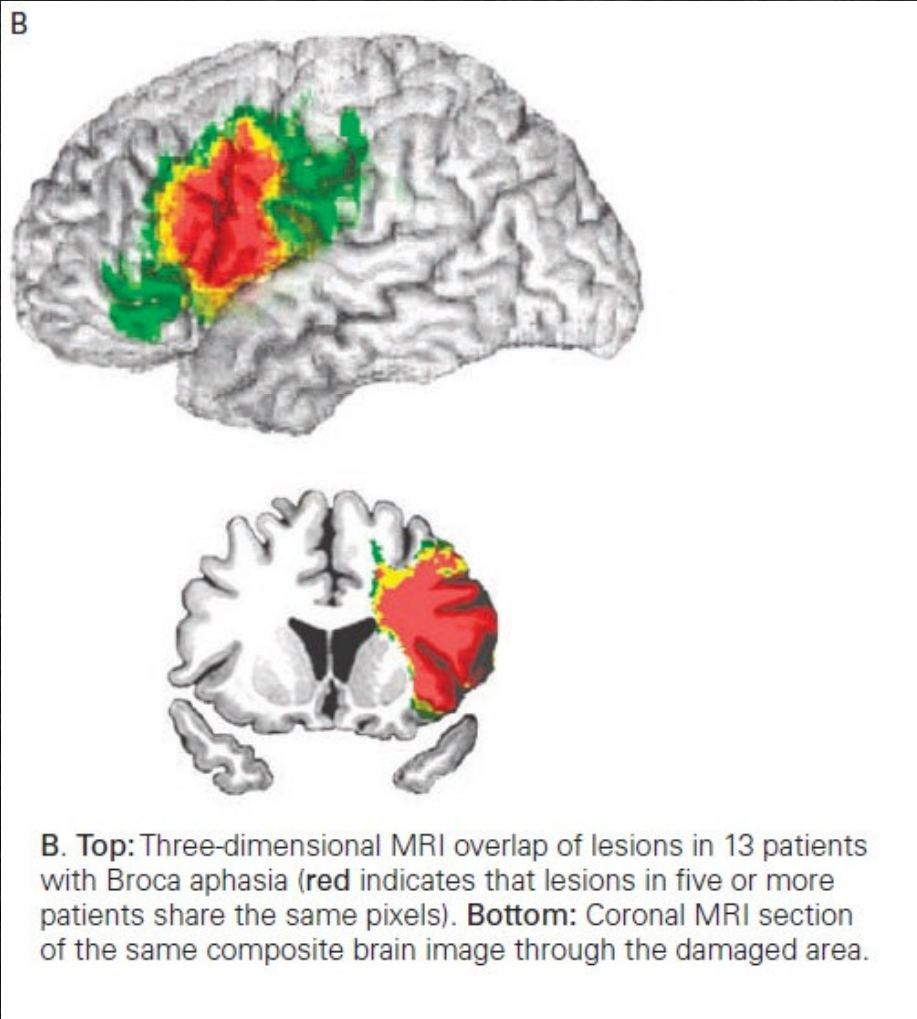 B
B. Top: Three-dimensional MRI overlap of lesions in 13 patients
with Broca aphasia (red indicates that lesions in five or more
patients share the same pixels). Bottom: Coronal MRI section
of the same composite brain image through the damaged area.